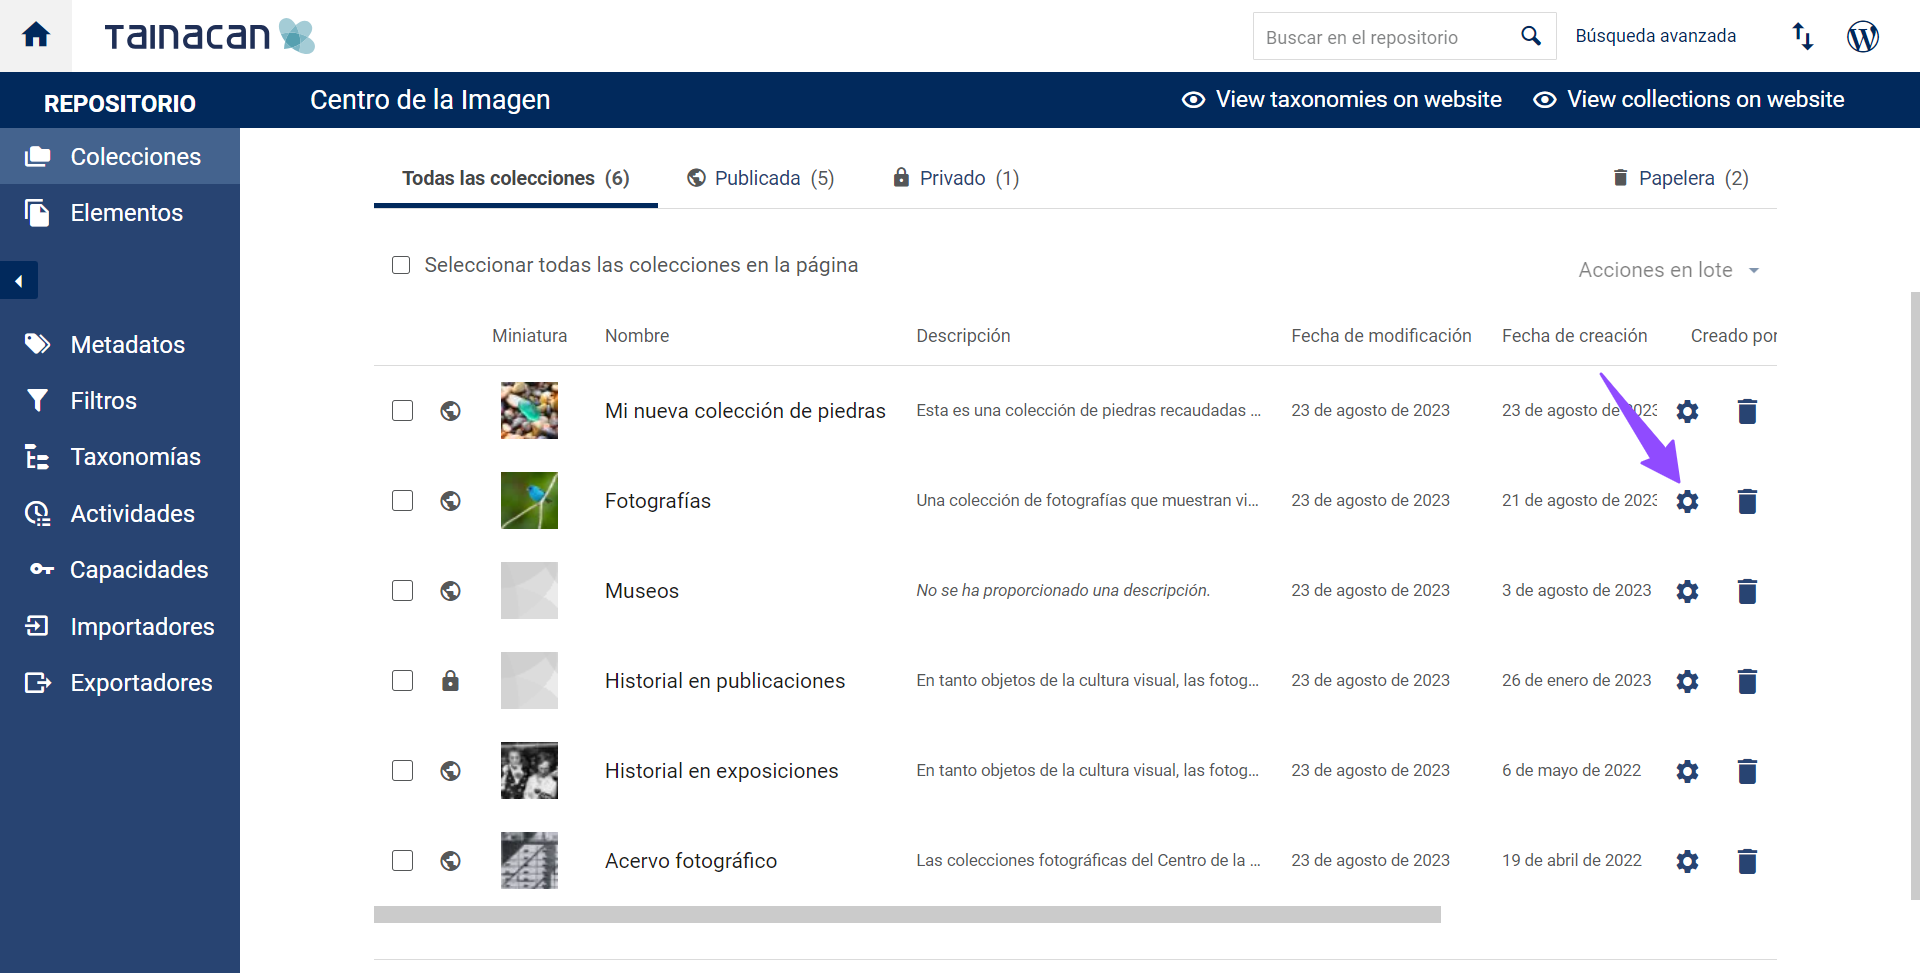 TAINACAN
Buscar en el repositorio
Búsqueda avanzada
REPOSITORIO
Centro de la Imagen
View taxonomies on website
View collections on website
Colecciones
Elementos
Metadatos
Filtros
Taxonomías
Actividades
Capacidades
Importadores
Exportadores
Todas las colecciones (6)
Publicada (5)
Privado (1)
Papelera (2)
Seleccionar todas las colecciones en la página
Acciones en lote
Miniatura Nombre Descripción Fecha de modificación Fecha de creación Creado por
Mi nueva colección de piedras Esta es una colección de piedras recaudadas ... 23 de agosto de 2023 23 de agosto de 2023
Fotografías Una colección de fotografías que muestran vi... 23 de agosto de 2023 21 de agosto de 2023
Museos No se ha proporcionado una descripción. 23 de agosto de 2023 3 de agosto de 2023
Historial en publicaciones En tanto objetos de la cultura visual, las fotog... 23 de agosto de 2023 26 de enero de 2023
Historial en exposiciones En tanto objetos de la cultura visual, las fotog... 23 de agosto de 2023 6 de mayo de 2022
Acervo fotográfico Las colecciones fotográficas del Centro de la ... 23 de agosto de 2023 19 de abril de 2022